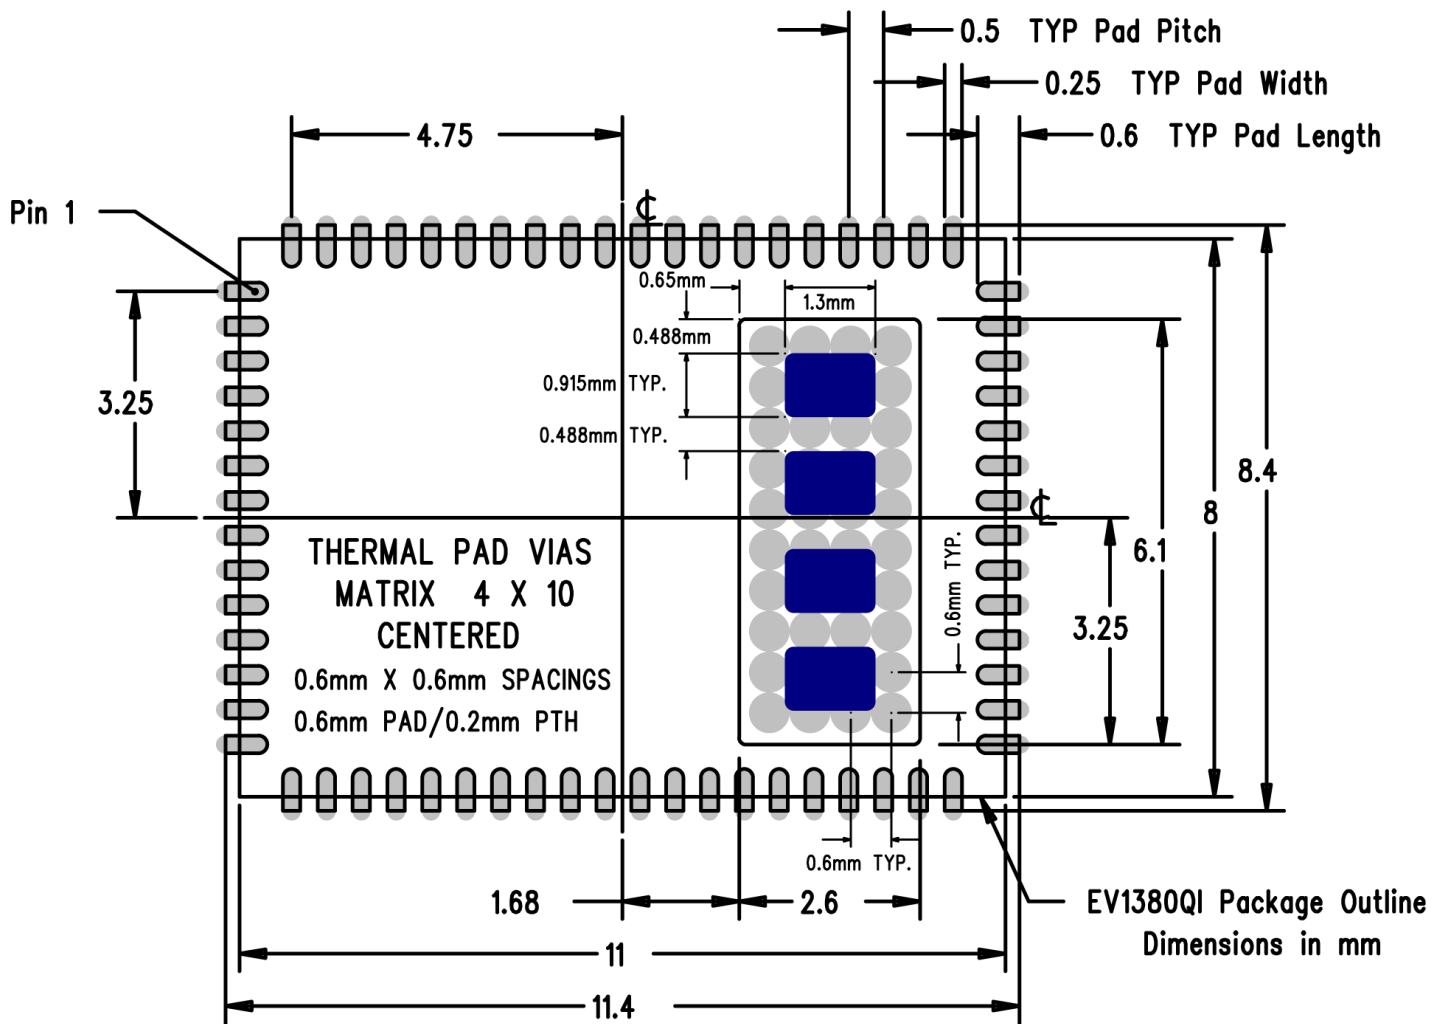 0.5 TYP Pad Pitch
0.25 TYP Pad Width
4.75
0.6 TYP Pad Length
Pin 1
℄
0.65mm
1.3mm
0.488mm
0.915mm TYP.
3.25
0.488mm TYP.
8.4
℄
8
THERMAL PAD VIAS
MATRIX 4 X 10
CENTERED
0.6mm X 0.6mm SPACINGS
0.6mm PAD/0.2mm PTH
0.6mm TYP.
6.1
3.25
0.6mm TYP.
1.68
2.6
EV1380QI Package Outline
Dimensions in mm
11
11.4